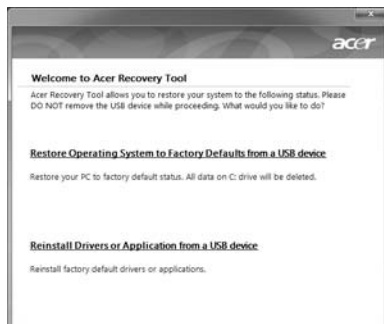 acer
Welcome to Acer Recovery Tool
Acer Recovery Tool allows you to restore your system to the following status. Please
DO NOT remove the USB device while proceeding. What would you like to do?
Restore Operating System to Factory Defaults from a USB device
Restore your PC to factory default status. All data on C: drive will be deleted.
Reinstall Drivers or Application from a USB device
Reinstall factory default drivers or applications.